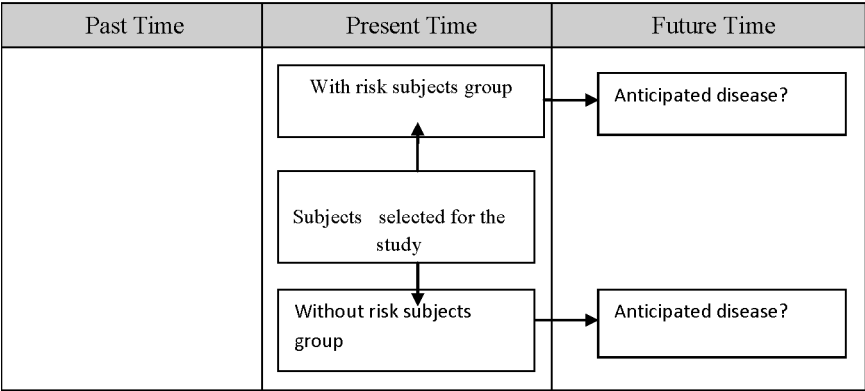 Past Time
Present Time
Future Time
With risk subjects group
Anticipated disease?
Subjects selected for the
study
Without risk subjects
group
Anticipated disease?